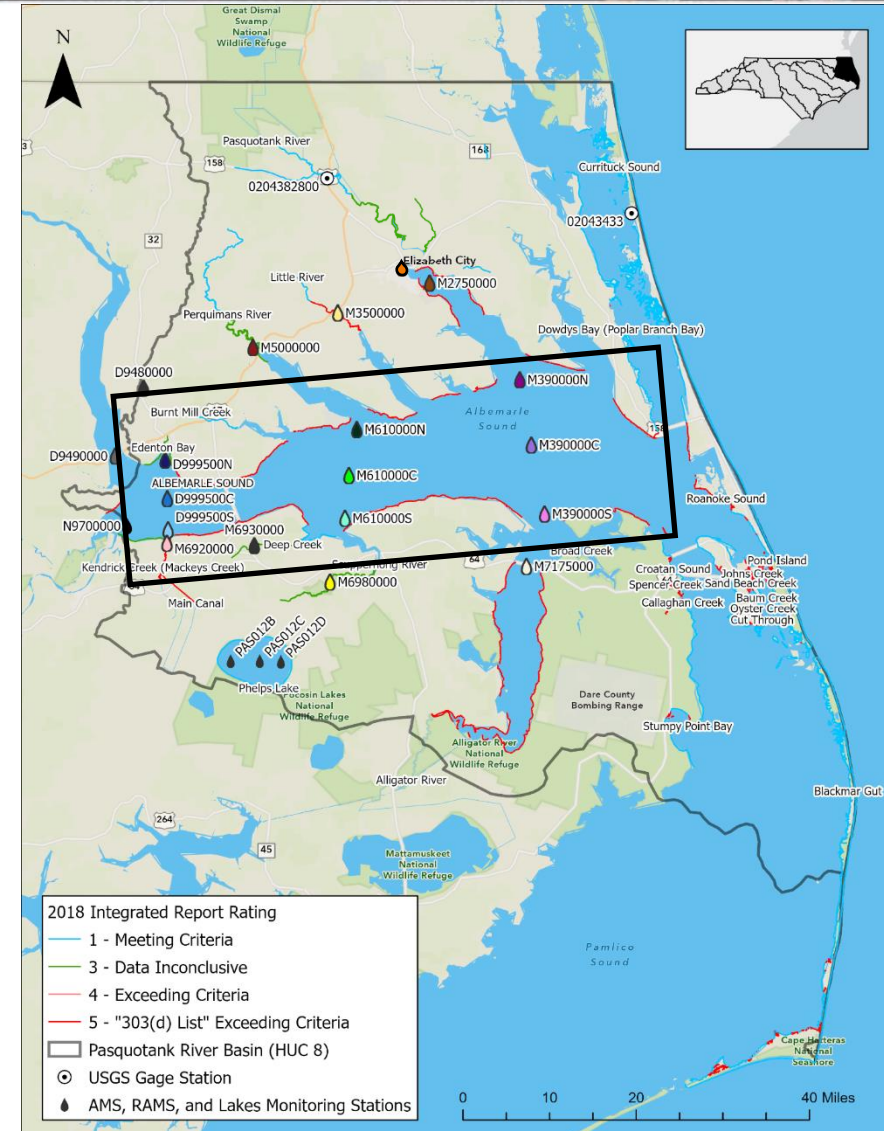 Great Dismal
Swamp
National
Wildlife Refuge
N
Pasquotank River
158
168
0204382800
Currituck Sound
02043433
32
Elizabeth City
Little River
M2750000
M3500000
Perquimans River
M5000000
Dowdys Bay (Poplar Branch Bay)
D9480000
M390000N
Burnt Mill Creek
Albemarle
Sound
M610000N
158
Edenton Bay
M390000C
D9490000
D999500N
M610000C
ALBEMARLE SOUND
D999500C
Roanoke Sound
D999500S
M610000S
M390000S
N9700000
M6930000
M6920000
Deep Creek
Broad Creek
Scuppernong River
64
Kendrick Creek (Mackeys Creek)
M7175000
Croatan Sound
Pond Island
Johns Creek
64
M6980000
Spencer Creek
Sand Beach Creek
Main Canal
Callaghan Creek
Baum Creek
Oyster Creek
Cut Through
PAS012B
PAS012C
PAS012D
Phelps Lake
Pocosin Lakes
National
Wildlife Refuge
Dare County
Bombing Range
Stumpy Point Bay
Alligator River
National
Wildlife Refuge
Alligator River
Blackmar Gut
264
45
Mattamuskeet
National
Wildlife Refuge
Pamlico
Sound
2018 Integrated Report Rating
1 - Meeting Criteria
3 - Data Inconclusive
4 - Exceeding Criteria
5 - "303(d) List" Exceeding Criteria
Pasquotank River Basin (HUC 8)
USGS Gage Station
AMS, RAMS, and Lakes Monitoring Stations
Cape Hatteras
National
Seashore
0 10 20 40 Miles